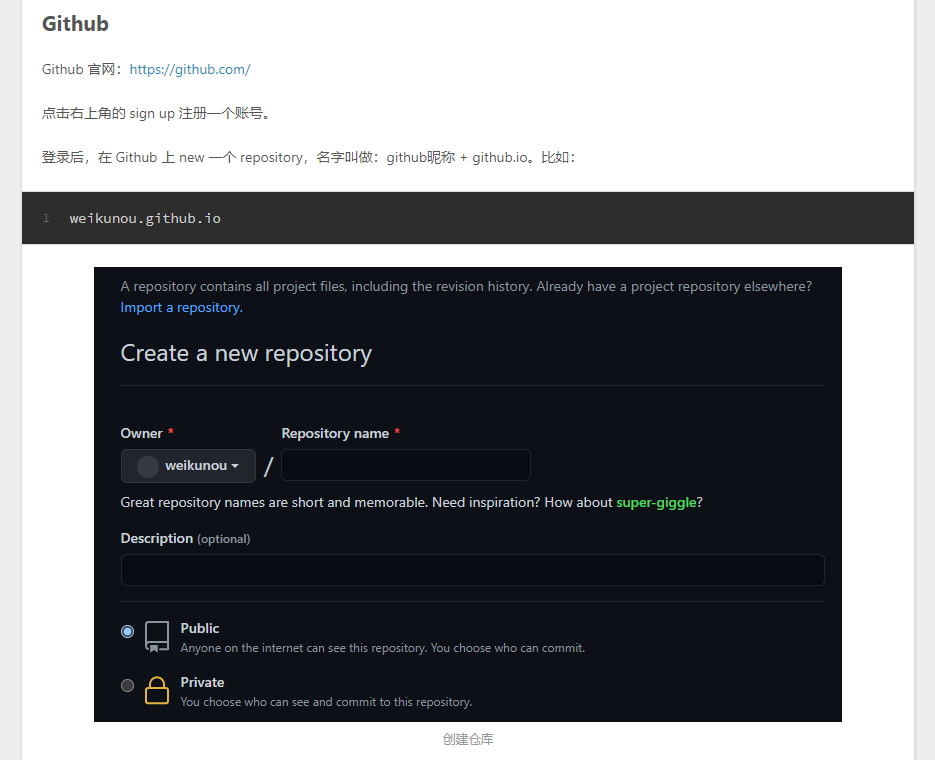 Github
Github 官网：https://github.com/
点击右上角的 sign up 注册一个账号。
登录后，在 Github 上 new 一个 repository，名字叫做：github昵称 + github.io。比如：
1 weikunou.github.io
A repository contains all project files, including the revision history. Already have a project repository elsewhere?
Import a repository.
Create a new repository
Owner * Repository name *
weikunou /
Great repository names are short and memorable. Need inspiration? How about super-giggle?
Description (optional)
Public
Anyone on the internet can see this repository. You choose who can commit.
Private
You choose who can see and commit to this repository.
创建仓库